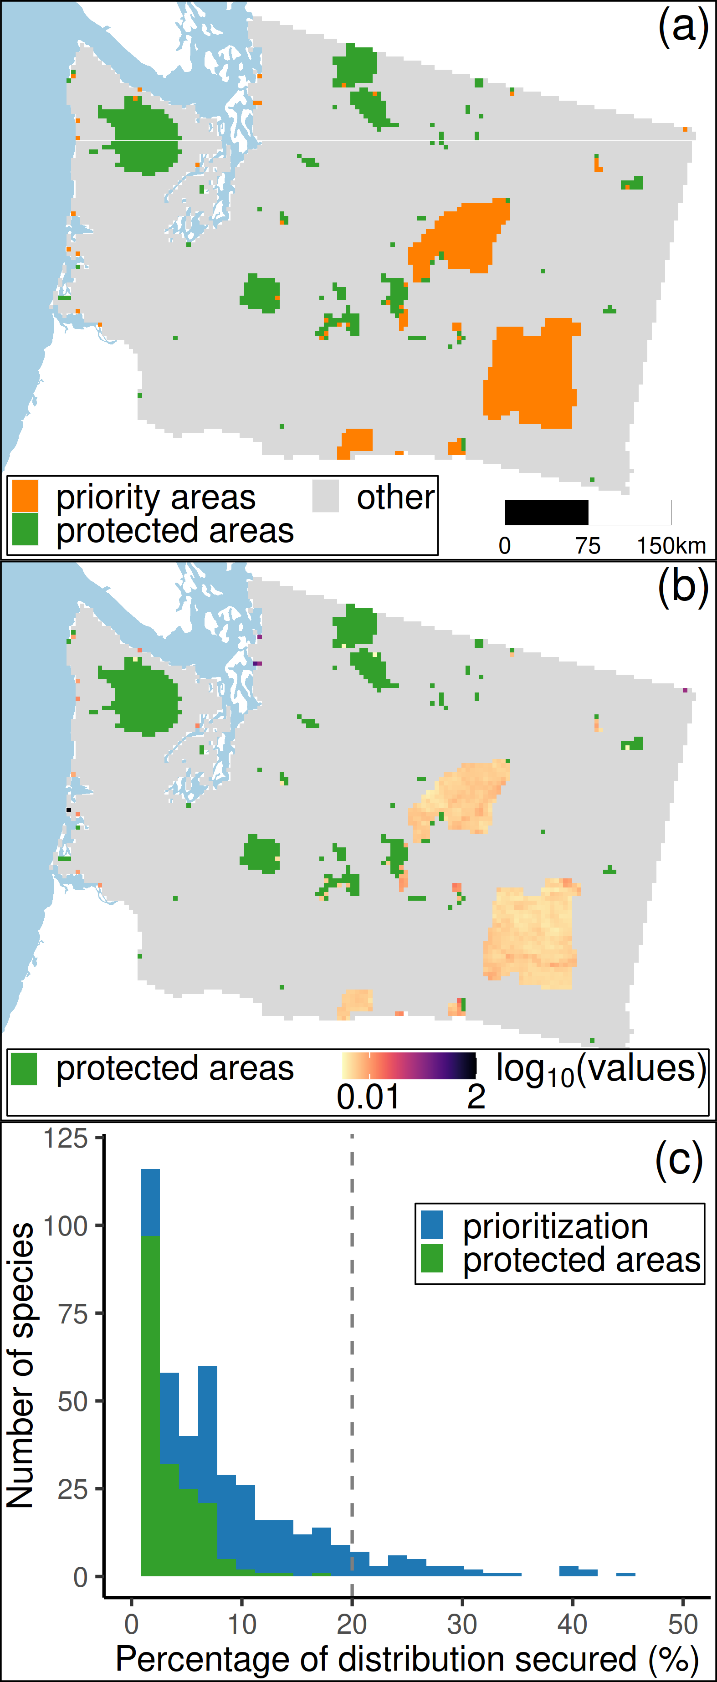 (a)
priority areas
other
protected areas
0 75 150km
(b)
protected areas
0.01 2
log10(values)
(c)
125
100
75
50
25
0
Number of species
prioritization
protected areas
0 10 20 30 40 50
Percentage of distribution secured (%)